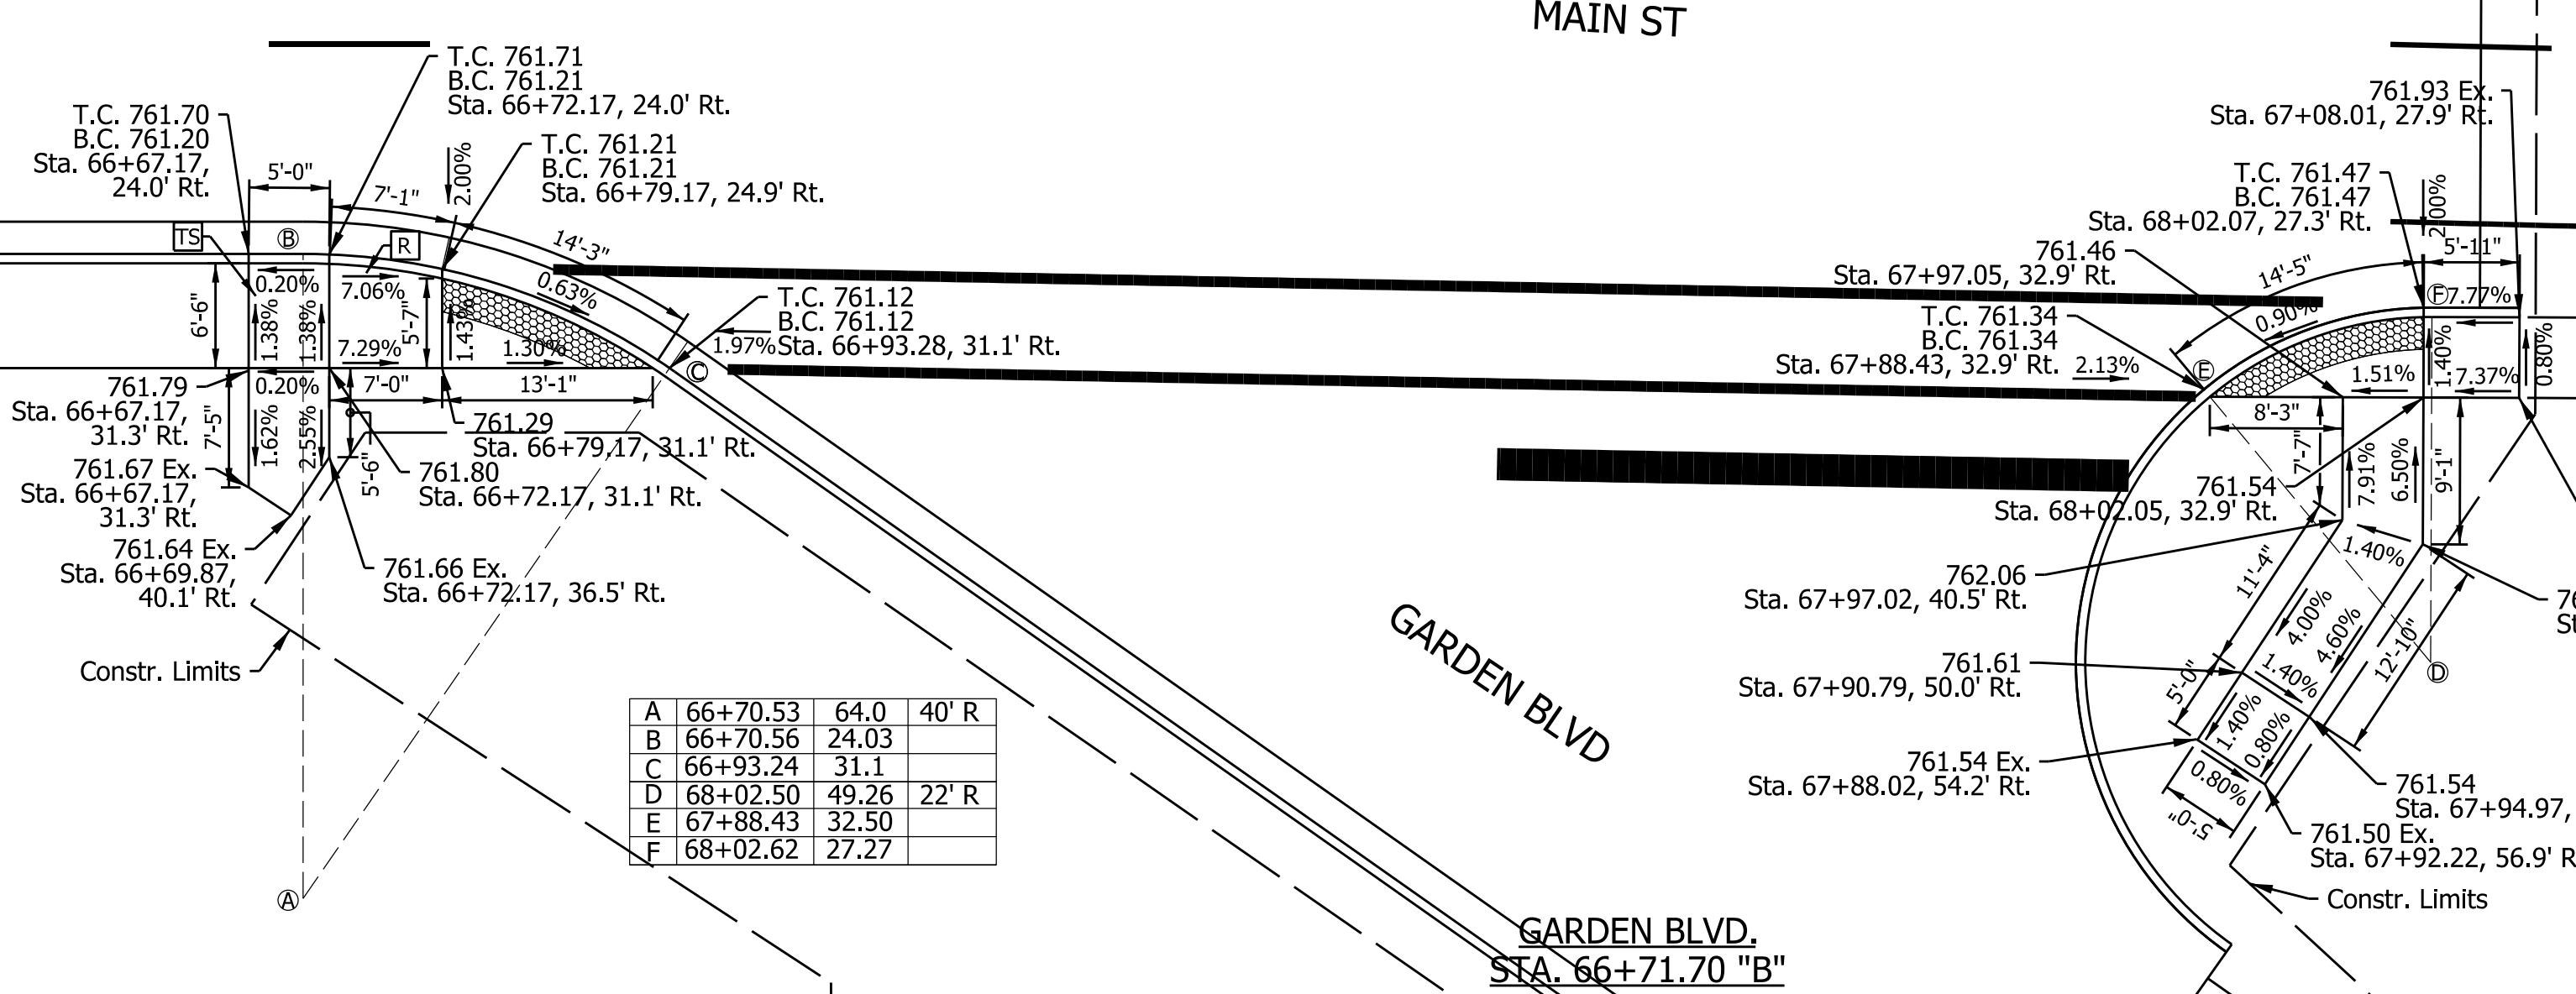 MAIN ST
T.C. 761.71
B.C. 761.21
Sta. 66+72.17, 24.0' Rt.
T.C. 761.70
B.C. 761.20
Sta. 66+67.17,
24.0' Rt.
T.C. 761.21
B.C. 761.21
Sta. 66+79.17, 24.9' Rt.
2.00%
5'-0"
7'-1"
14'-3"
TS
B
R
0.20%
7.06%
0.63%
6'-6"
1.38%
1.38%
5'-7"
1.43%
7.29%
1.30%
T.C. 761.12
B.C. 761.12
Sta. 66+93.28, 31.1' Rt.
1.97%
C
761.79
Sta. 66+67.17,
31.3' Rt.
0.20%
7'-0"
13'-1"
7'-5"
1.62%
2.55%
5'-6"
761.29
Sta. 66+79.17, 31.1' Rt.
761.80
Sta. 66+72.17, 31.1' Rt.
761.67 Ex.
Sta. 66+67.17,
31.3' Rt.
761.64 Ex.
Sta. 66+69.87,
40.1' Rt.
761.66 Ex.
Sta. 66+72.17, 36.5' Rt.
Constr. Limits
A
A 66+70.53 64.0 40' R
B 66+70.56 24.03
C 66+93.24 31.1
D 68+02.50 49.26 22' R
E 67+88.43 32.50
F 68+02.62 27.27
GARDEN BLVD
GARDEN BLVD.
STA. 66+71.70 "B"
761.93 Ex.
Sta. 67+08.01, 27.9' Rt.
T.C. 761.47
B.C. 761.47
Sta. 68+02.07, 27.3' Rt.
2.00%
5'-11"
761.46
Sta. 67+97.05, 32.9' Rt.
14'-5"
F
7.77%
0.90%
T.C. 761.34
B.C. 761.34
Sta. 67+88.43, 32.9' Rt.
2.13%
E
1.51%
1.40%
7.37%
0.80%
8'-3"
7'-7"
7.91%
6.50%
9'-1"
761.54
Sta. 68+02.05, 32.9' Rt.
1.40%
762.06
Sta. 67+97.02, 40.5' Rt.
11'-4"
4.00%
4.60%
12'-10"
D
76
St
761.61
Sta. 67+90.79, 50.0' Rt.
5'-0"
1.40%
1.40%
0.80%
0.80%
5'-0"
761.54 Ex.
Sta. 67+88.02, 54.2' Rt.
761.54
Sta. 67+94.97,
761.50 Ex.
Sta. 67+92.22, 56.9' R
Constr. Limits